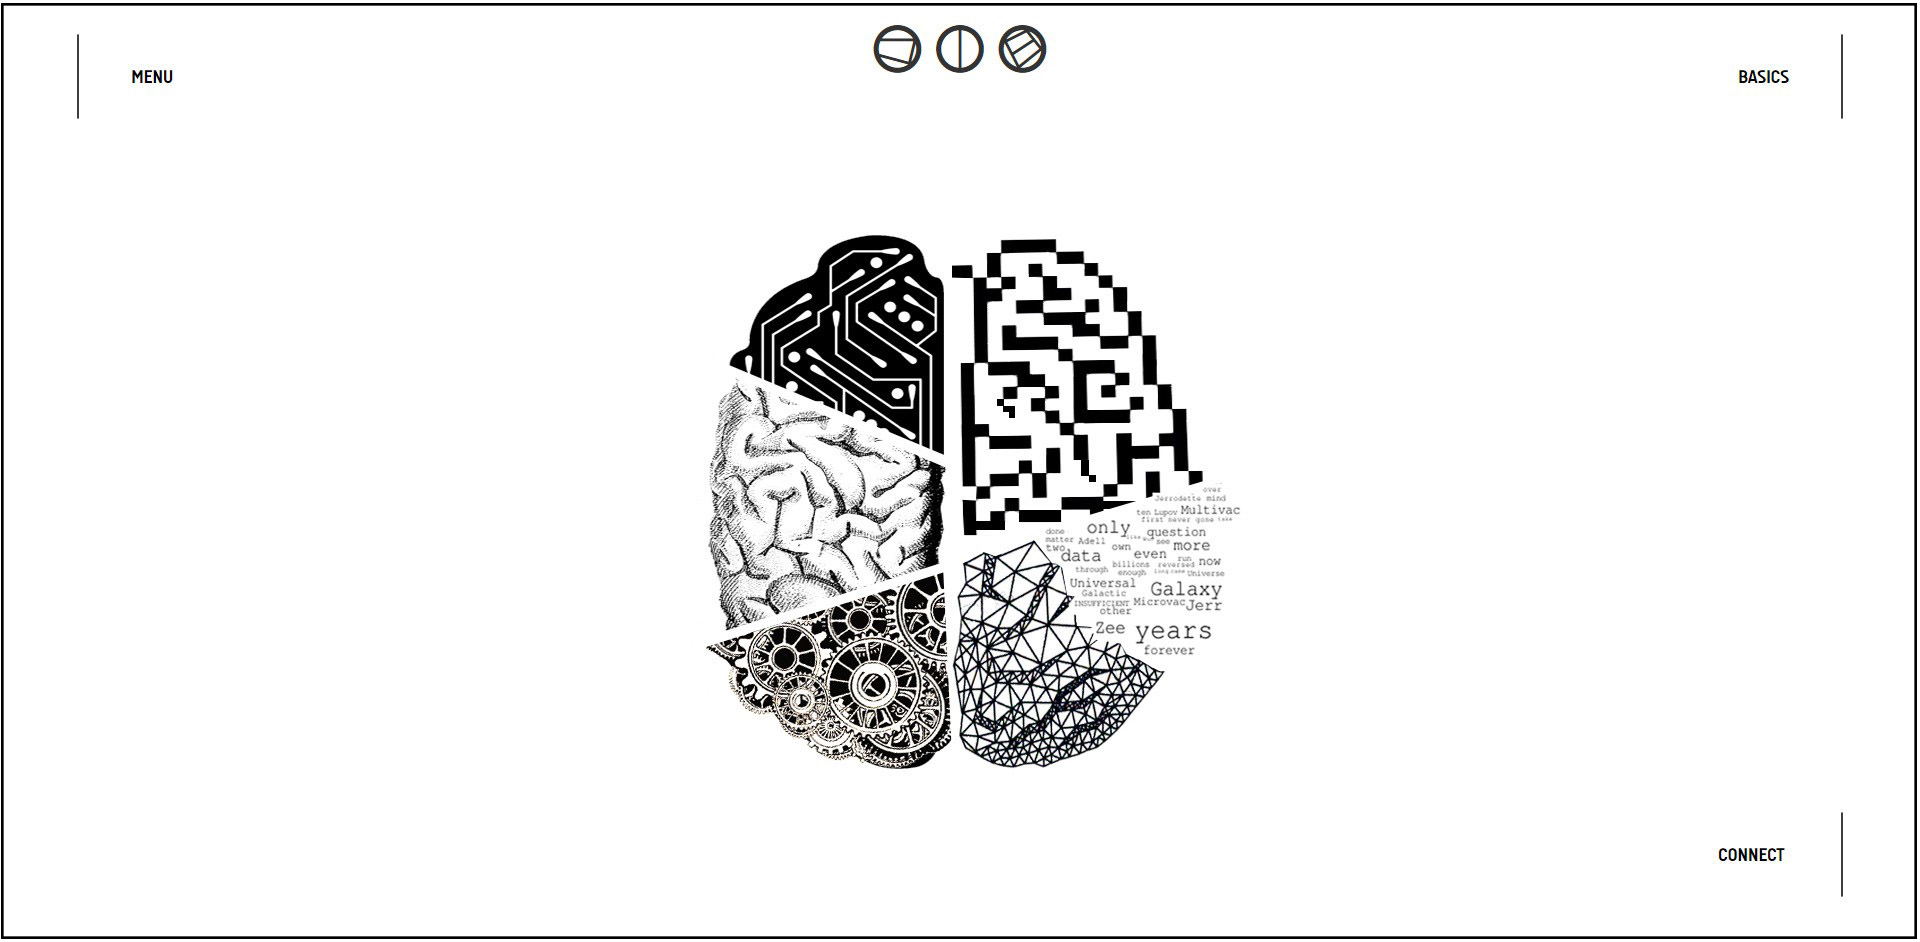 MENU
BASICS
over
Jerrodette mind
ten Lupov Multivac
first never gone take
only question
done
matter Adell like see
own more
two data even
run now
billions reversed
through enough long came Universe
Universal Galaxy
Galactic
INSUFFICIENT Microvac Jerr
other
Zee years
forever
CONNECT